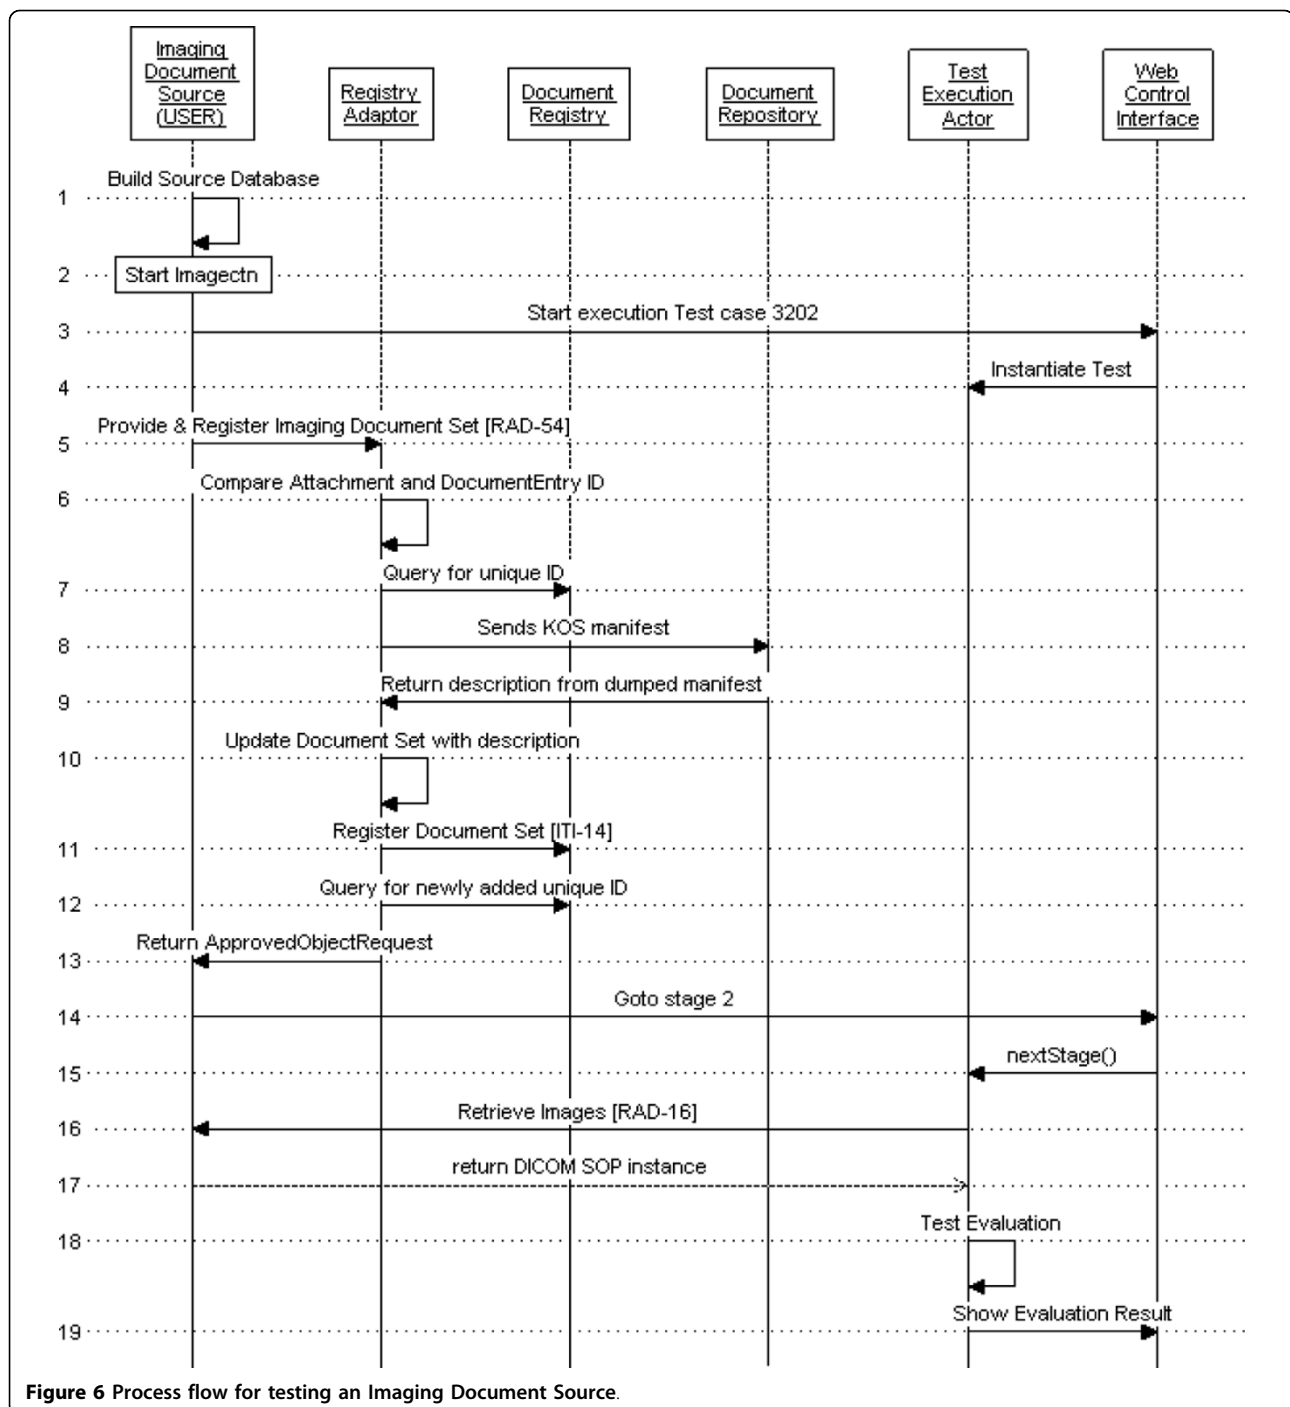 Imaging
Document
Source
(USER)
Registry
Adaptor
Document
Registry
Document
Repository
Test
Execution
Actor
Web
Control
Interface
Build Source Database
1
2
Start Imagectn
Start execution Test case 3202
3
Instantiate Test
4
Provide & Register Imaging Document Set [RAD-54]
5
Compare Attachment and DocumentEntry ID
6
Query for unique ID
7
Sends KOS manifest
8
Return description from dumped manifest
9
Update Document Set with description
10
Register Document Set [ITI-14]
11
Query for newly added unique ID
12
Return ApprovedObjectRequest
13
Goto stage 2
14
nextStage()
15
Retrieve Images [RAD-16]
16
return DICOM SOP instance
17
Test Evaluation
18
Show Evaluation Result
19
Figure 6 Process flow for testing an Imaging Document Source.